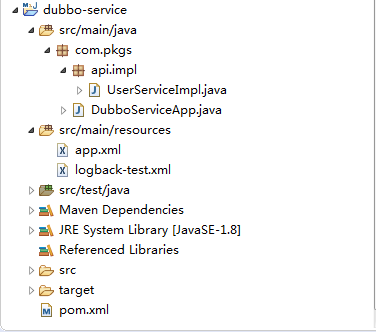 dubbo-service
src/main/java
com.pkgs
api.impl
UserServiceImpl.java
DubboServiceApp.java
src/main/resources
app.xml
logback-test.xml
src/test/java
Maven Dependencies
JRE System Library [JavaSE-1.8]
Referenced Libraries
src
target
pom.xml